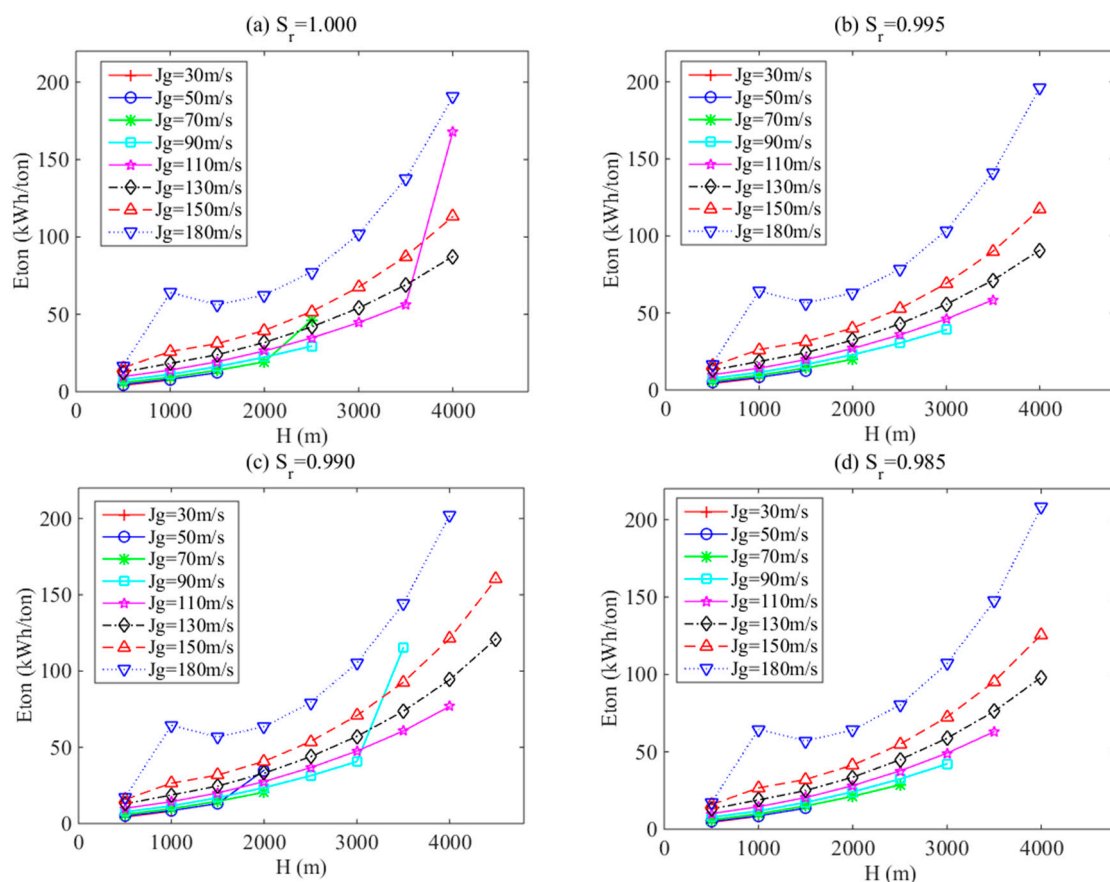 (a) S_r=1.000
200
150
100
50
0
Eton (kWh/ton)
Jg=30m/s
Jg=50m/s
Jg=70m/s
Jg=90m/s
Jg=110m/s
Jg=130m/s
Jg=150m/s
Jg=180m/s
0 1000 2000 3000 4000
H (m)
(b) S_r=0.995
200
150
100
50
0
Eton (kWh/ton)
Jg=30m/s
Jg=50m/s
Jg=70m/s
Jg=90m/s
Jg=110m/s
Jg=130m/s
Jg=150m/s
Jg=180m/s
0 1000 2000 3000 4000
H (m)
(c) S_r=0.990
200
150
100
50
0
Eton (kWh/ton)
Jg=30m/s
Jg=50m/s
Jg=70m/s
Jg=90m/s
Jg=110m/s
Jg=130m/s
Jg=150m/s
Jg=180m/s
0 1000 2000 3000 4000
H (m)
(d) S_r=0.985
200
150
100
50
0
Eton (kWh/ton)
Jg=30m/s
Jg=50m/s
Jg=70m/s
Jg=90m/s
Jg=110m/s
Jg=130m/s
Jg=150m/s
Jg=180m/s
0 1000 2000 3000 4000
H (m)